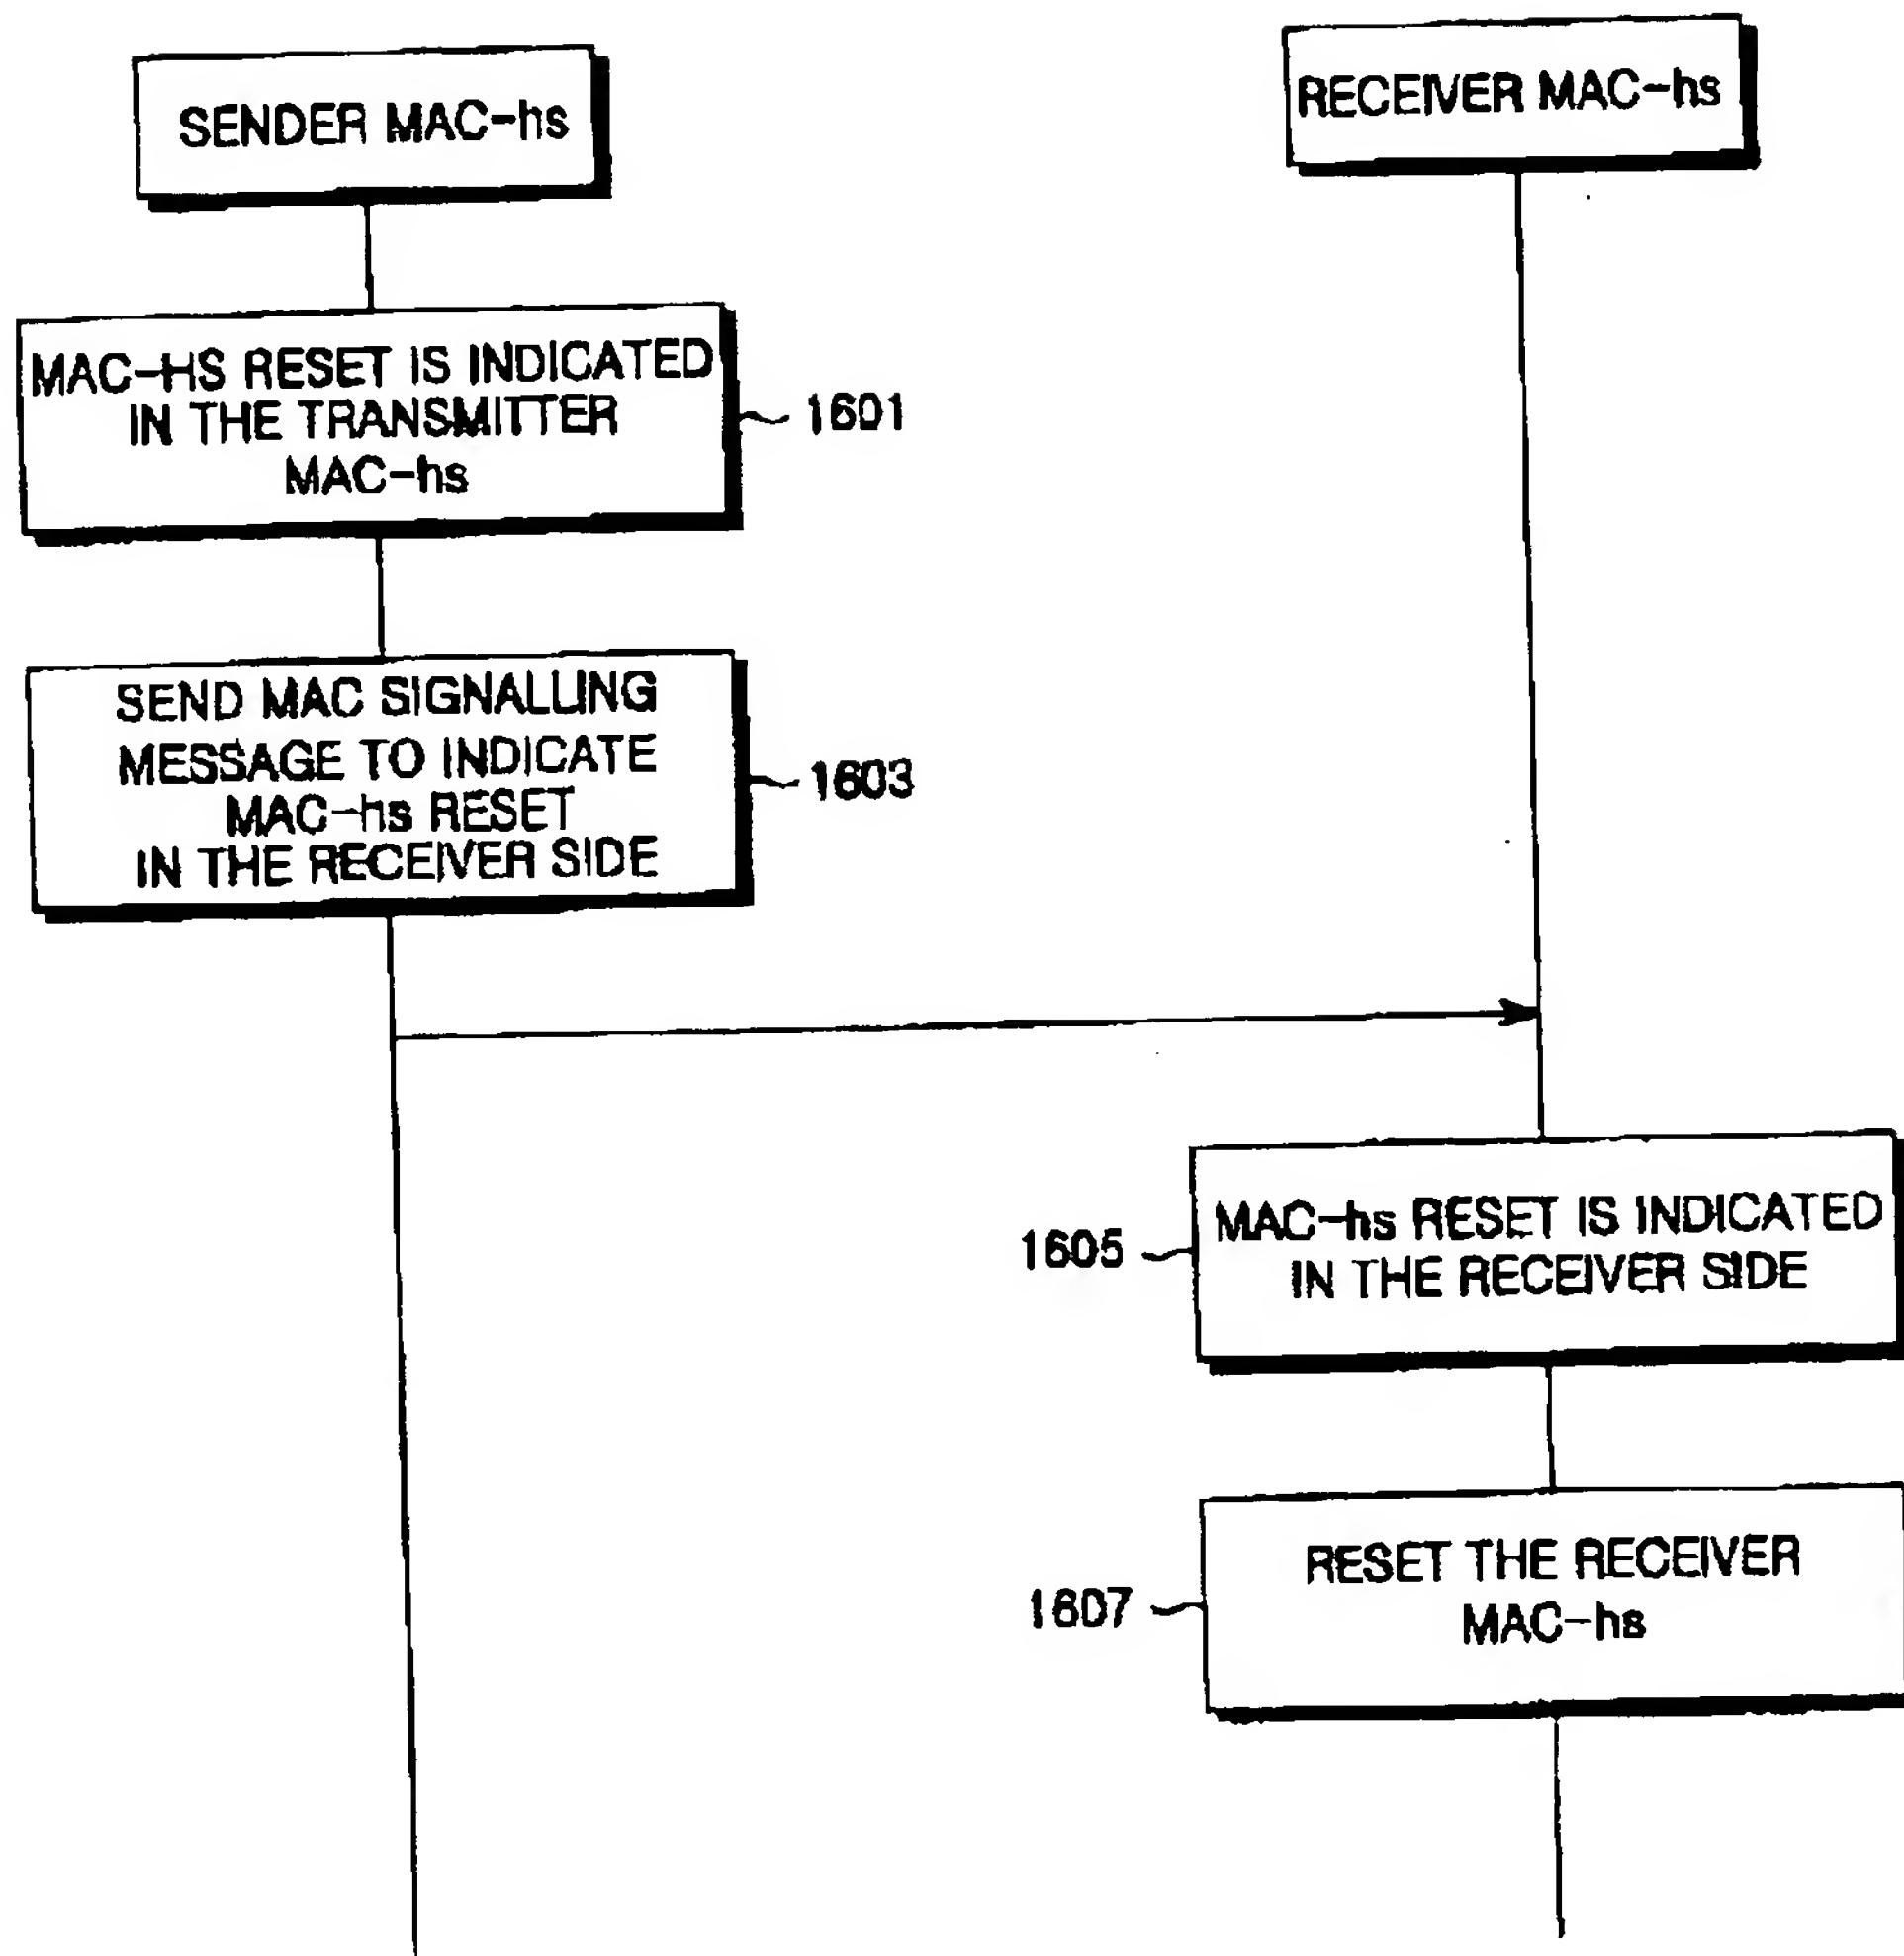 SENDER MAC-hs
RECEIVER MAC-hs
MAC-HS RESET IS INDICATED
IN THE TRANSMITTER
MAC-hs
1601
SEND MAC SIGNALLING
MESSAGE TO INDICATE
MAC-hs RESET
IN THE RECEIVER SIDE
1603
1605
MAC-hs RESET IS INDICATED
IN THE RECEIVER SIDE
1607
RESET THE RECEIVER
MAC-hs